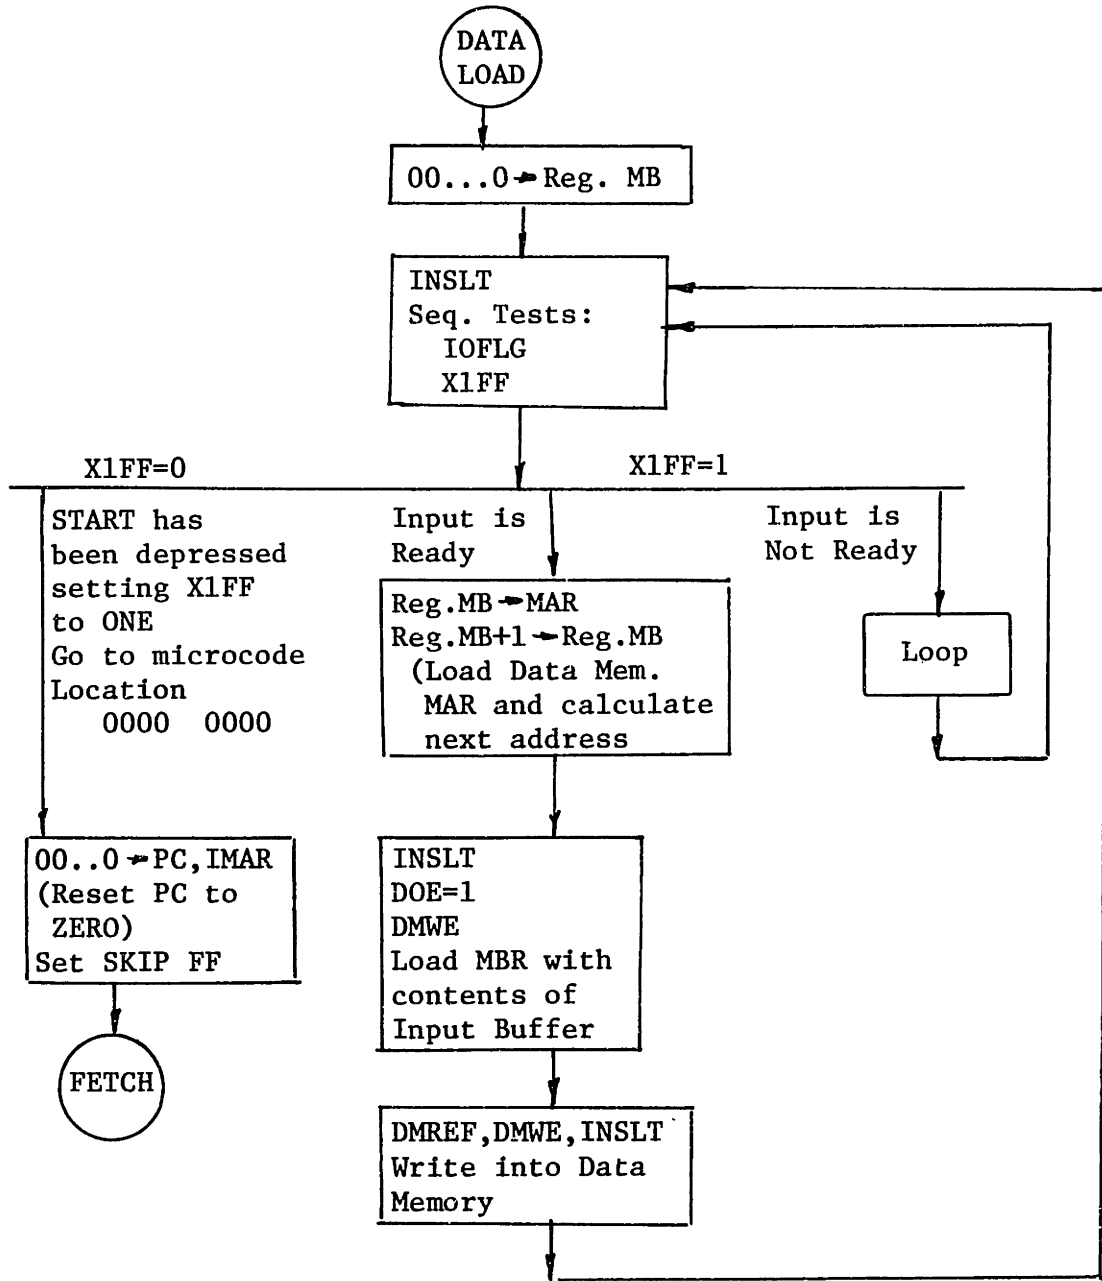 DATA
LOAD
00...0→Reg. MB
INSLT
Seq. Tests:
IOFLG
X1FF
X1FF=0
X1FF=1
START has
been depressed
setting X1FF
to ONE
Go to microcode
Location
0000 0000
Input is
Ready
Input is
Not Ready
Reg.MB→MAR
Reg.MB+1→Reg.MB
(Load Data Mem.
MAR and calculate
next address
Loop
00..0→PC,IMAR
(Reset PC to
ZERO)
Set SKIP FF
INSLT
DOE=1
DMWE
Load MBR with
contents of
Input Buffer
FETCH
DMREF,DMWE,INSLT
Write into Data
Memory